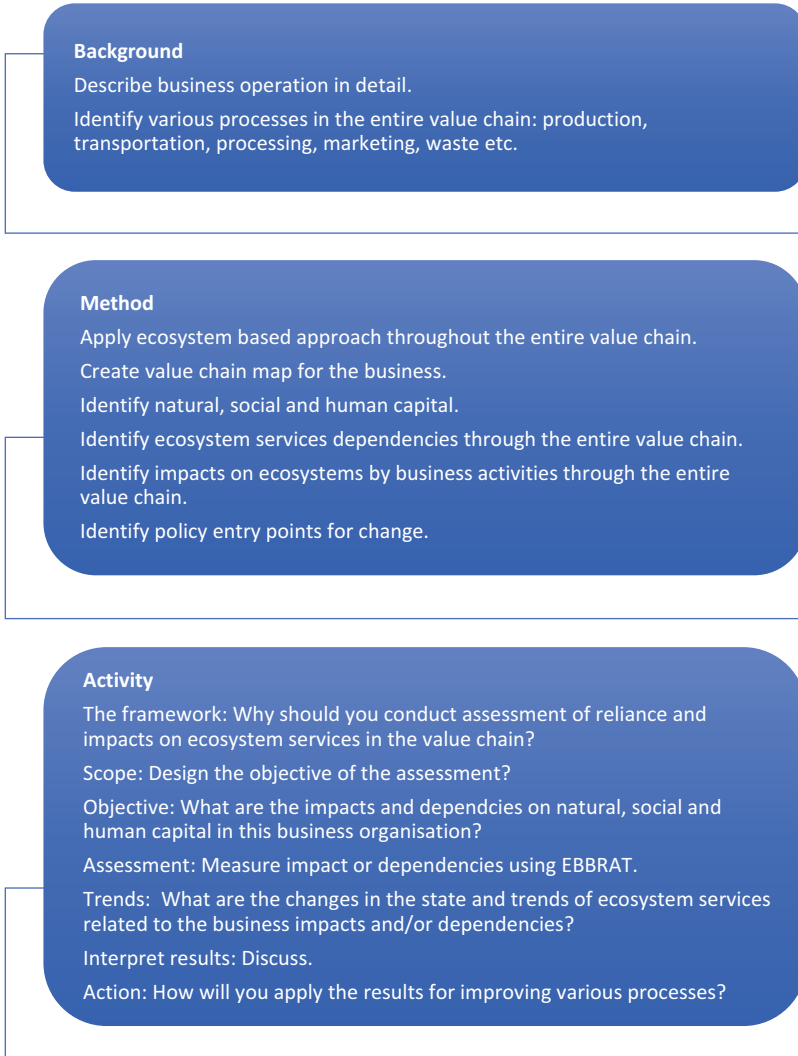 Background
Describe business operation in detail.
Identify various processes in the entire value chain: production,
transportation, processing, marketing, waste etc.
Method
Apply ecosystem based approach throughout the entire value chain.
Create value chain map for the business.
Identify natural, social and human capital.
Identify ecosystem services dependencies through the entire value chain.
Identify impacts on ecosystems by business activities through the entire
value chain.
Identify policy entry points for change.
Activity
The framework: Why should you conduct assessment of reliance and
impacts on ecosystem services in the value chain?
Scope: Design the objective of the assessment?
Objective: What are the impacts and dependcies on natural, social and
human capital in this business organisation?
Assessment: Measure impact or dependencies using EBBRAT.
Trends:  What are the changes in the state and trends of ecosystem services
related to the business impacts and/or dependencies?
Interpret results: Discuss.
Action: How will you apply the results for improving various processes?